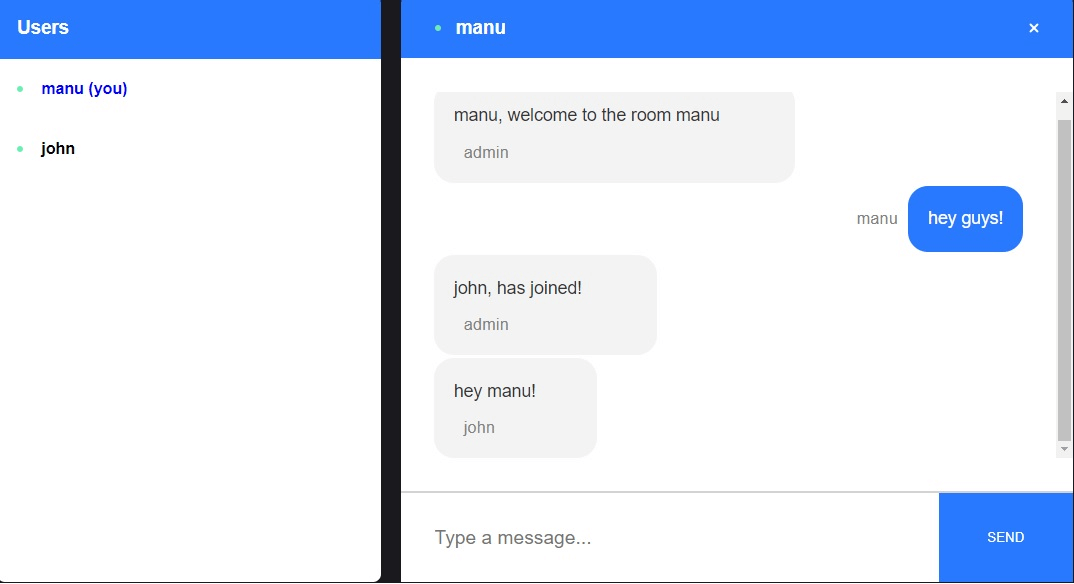 Users
manu (you)
john
manu
×
manu, welcome to the room manu
admin
manu hey guys!
john, has joined!
admin
hey manu!
john
Type a message...
SEND